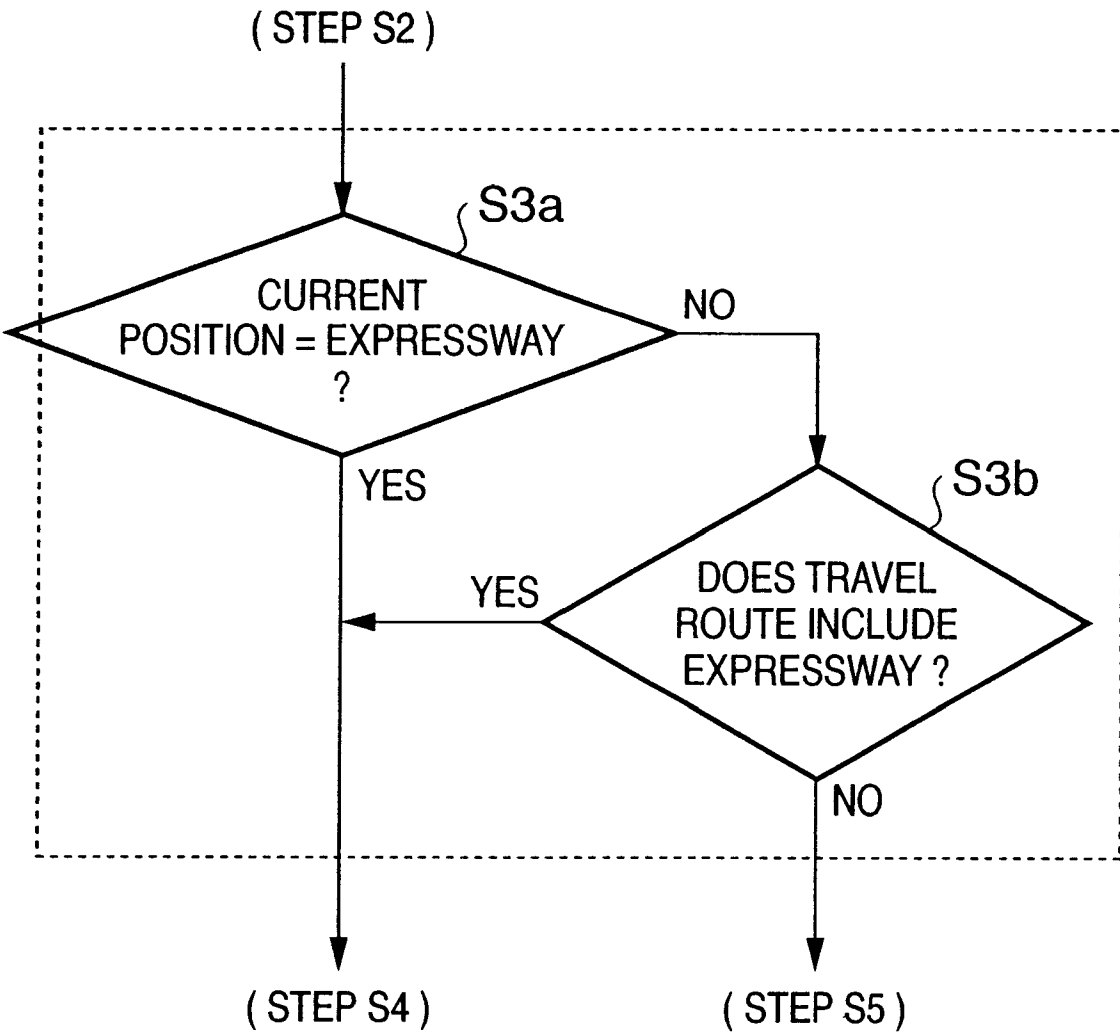 ( STEP S2 )
S3a
CURRENT
POSITION = EXPRESSWAY
?
NO
YES
S3b
DOES TRAVEL
ROUTE INCLUDE
EXPRESSWAY ?
YES
NO
( STEP S4 )
( STEP S5 )